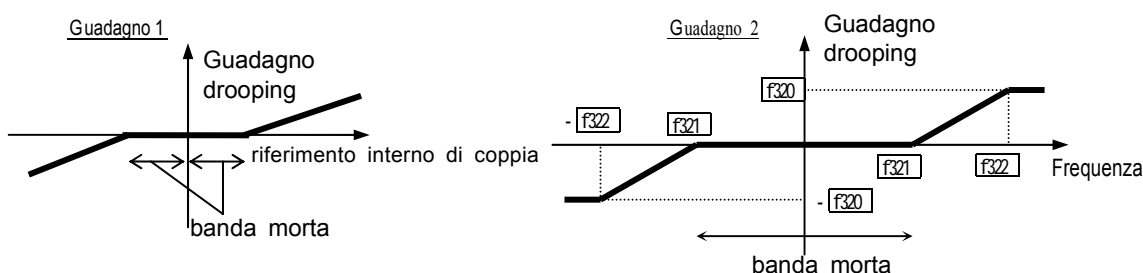 Guadagno 1
Guadagno
drooping
riferimento interno di coppia
banda morta
Guadagno 2
Guadagno
drooping
f320
- f322
f321
f321
f322
Frequenza
- f320
banda morta